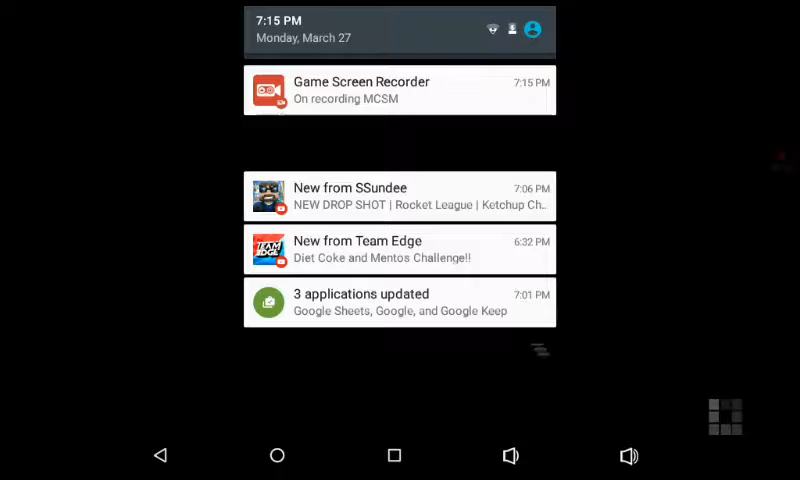 7:15 PM
Monday, March 27
Game Screen Recorder 7:15 PM
On recording MCSM
New from SSundee 7:06 PM
NEW DROP SHOT | Rocket League | Ketchup Ch..
TEAM EDGE
New from Team Edge 6:32 PM
Diet Coke and Mentos Challenge!!
3 applications updated 7:01 PM
Google Sheets, Google, and Google Keep